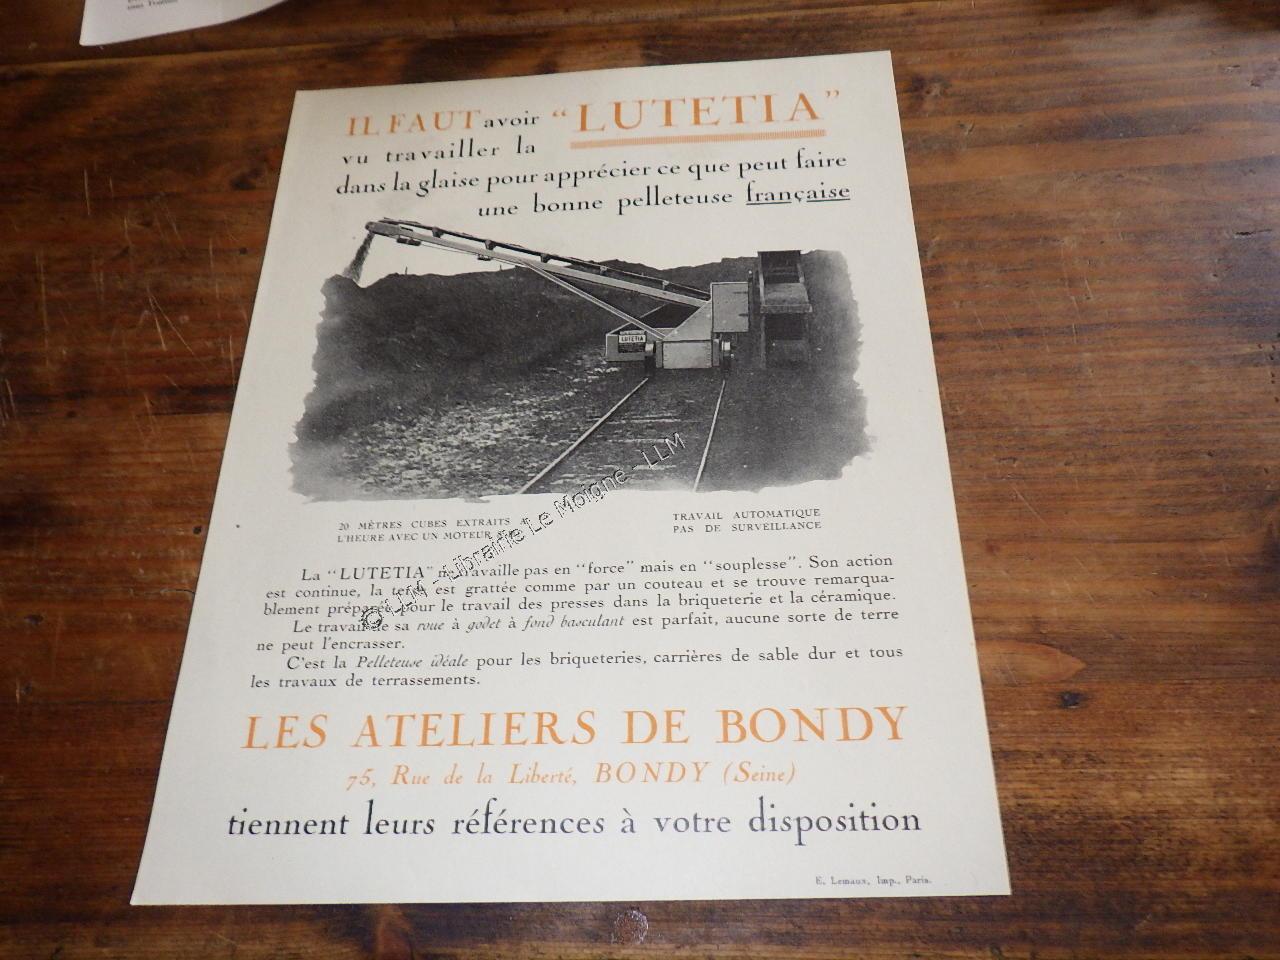 IL FAUT avoir "LUTETIA"
vu travailler la
dans la glaise pour apprécier ce que peut faire
une bonne pelleteuse française
LUTETIA
20 MÈTRES CUBES EXTRAITS A
L'HEURE AVEC UN MOTEUR
TRAVAIL AUTOMATIQUE
PAS DE SURVEILLANCE
© LLM - Librairie Le Moigne - LLM
La "LUTETIA" ne travaille pas en "force" mais en "souplesse". Son action
est continue, la terre est grattée comme par un couteau et se trouve remarqua-
blement préparée pour le travail des presses dans la briqueterie et la céramique.
Le travail de sa roue à godet à fond basculant est parfait, aucune sorte de terre
ne peut l'encrasser.
C'est la Pelleteuse idéale pour les briqueteries, carrières de sable dur et tous
les travaux de terrassements.
LES ATELIERS DE BONDY
75, Rue de la Liberté, BONDY (Seine)
tiennent leurs références à votre disposition
E. Lemaux, Imp., Paris.